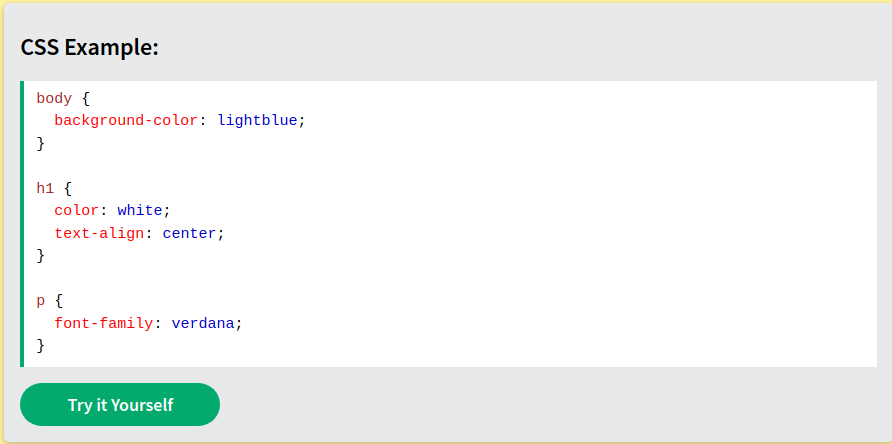 CSS Example:
body {
  background-color: lightblue;
}
h1 {
  color: white;
  text-align: center;
}
p {
  font-family: verdana;
}
Try it Yourself